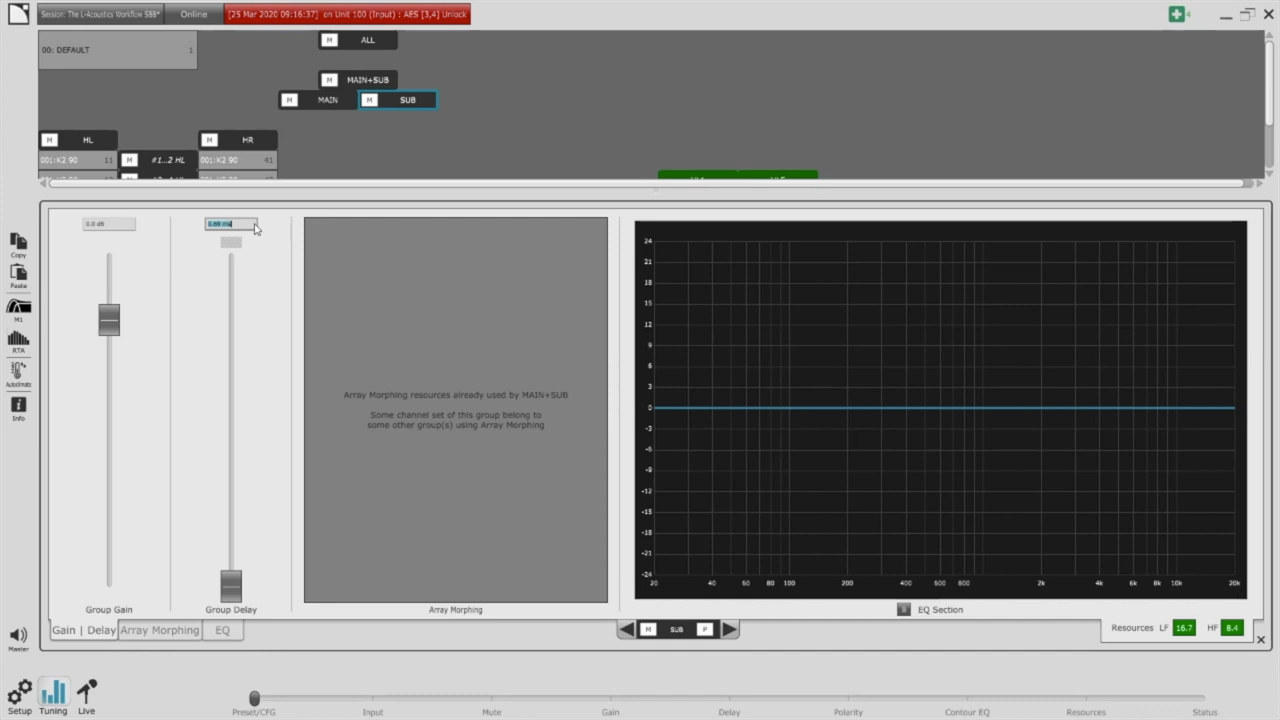 Session: The L-Acoustics Workflow SBB* Online [25 Mar 2020 09:16:37] on Unit 100 (Input) : AES [3,4] Unlock 4
00: DEFAULT 1
M ALL
M MAIN+SUB
M MAIN M SUB
M HL M HR
001:K2 90 11 M #1..2 HL 001:K2 90 41
0.0 dB 0.69 ms
Copy
Paste
M1
RTA
Info
Master
24
21
18
15
12
9
6
3
0
-3
-6
-9
-12
-15
-18
-21
-24
20 40 60 80 100 200 400 600 800 2k 4k 6k 8k 10k 20k
Array Morphing resources already used by MAIN+SUB
Some channel set of this group belong to
some other group(s) using Array Morphing
Group Gain Group Delay Array Morphing EQ Section
Gain | Delay Array Morphing EQ M SUB P Resources LF 16.7 HF 8.4
Setup Tuning Live
Preset/CFG Input Mute Gain Delay Polarity Contour EQ Resources Status